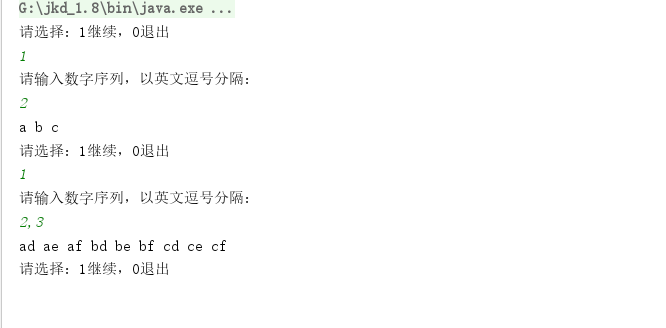 G:\jkd_1.8\bin\java.exe ...
请选择：1继续，0退出
1
请输入数字序列，以英文逗号分隔：
2
a b c
请选择：1继续，0退出
1
请输入数字序列，以英文逗号分隔：
2,3
ad ae af bd be bf cd ce cf
请选择：1继续，0退出